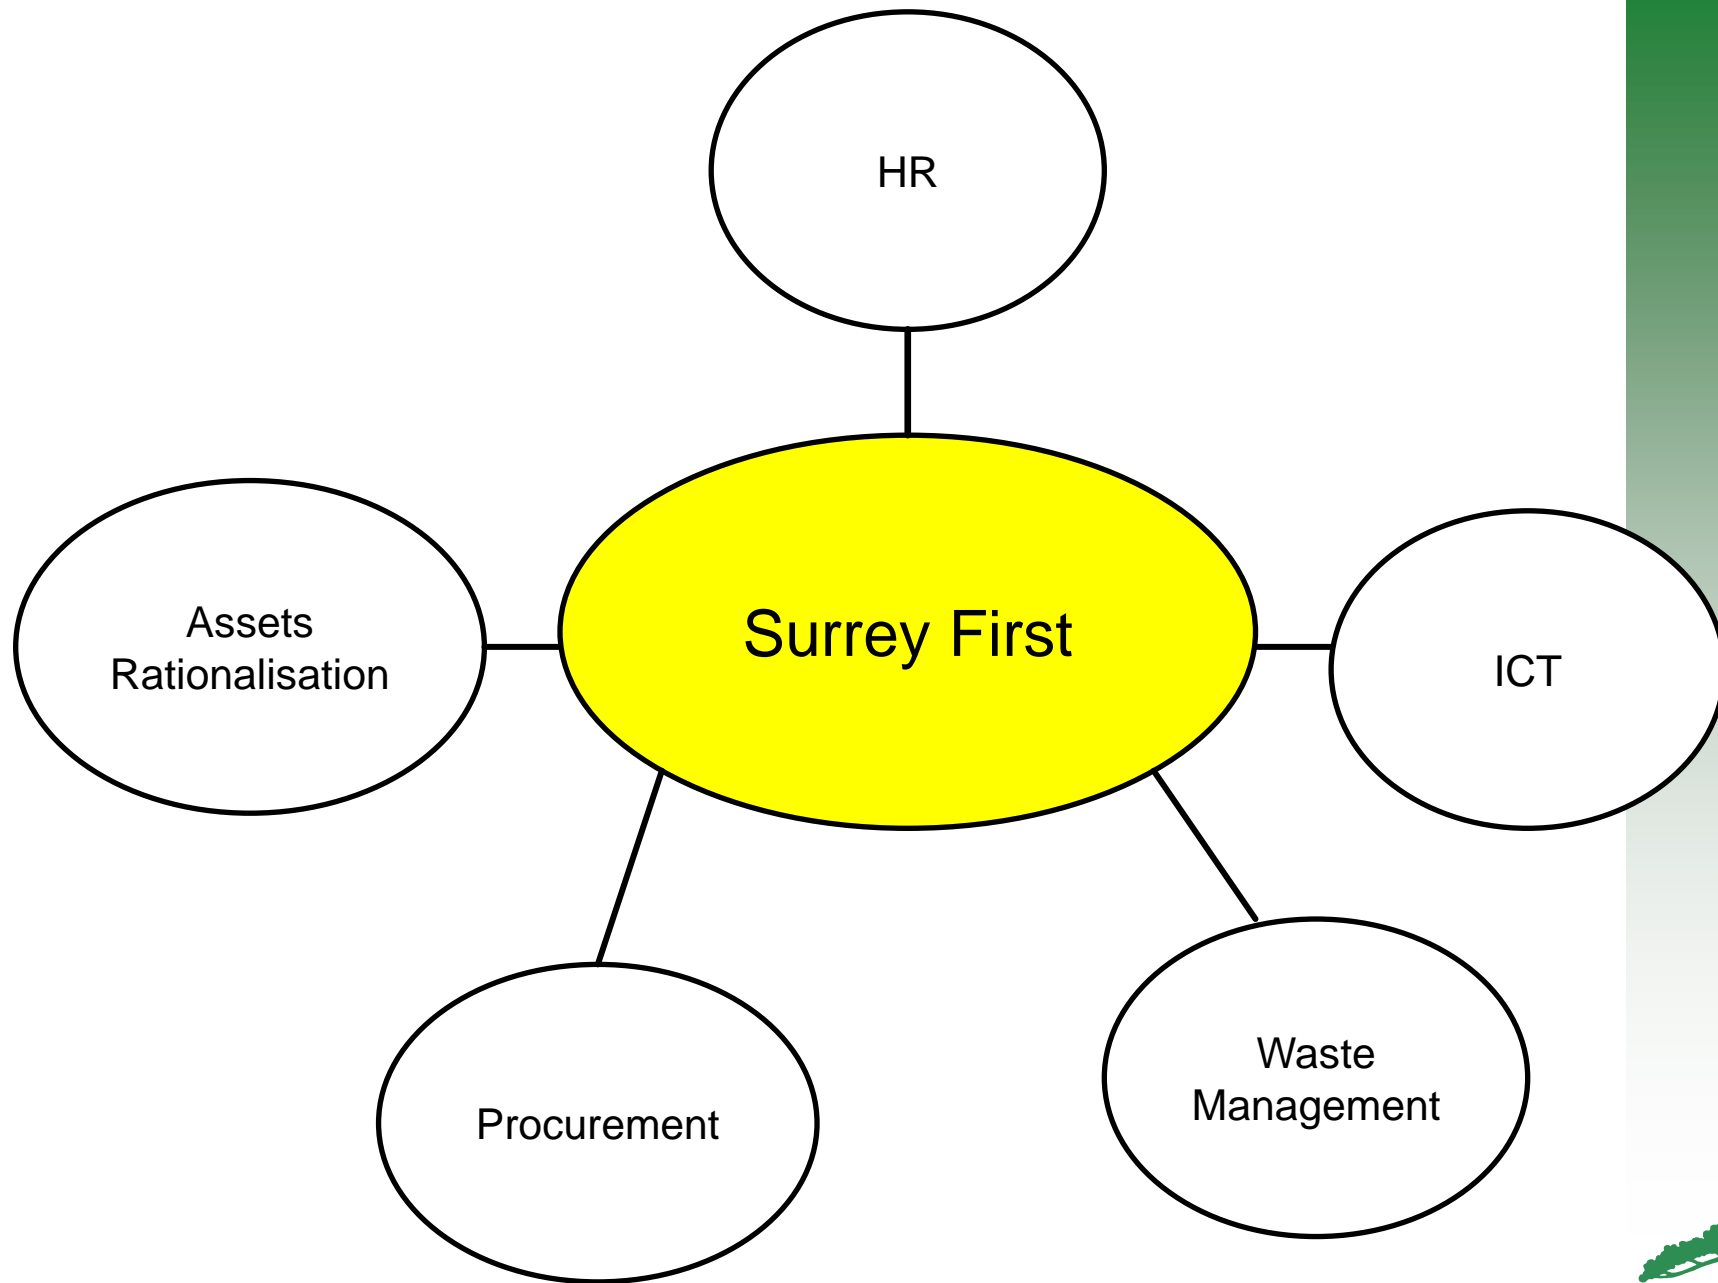 HR
Assets
Rationalisation
Surrey First
ICT
Waste
Management
Procurement